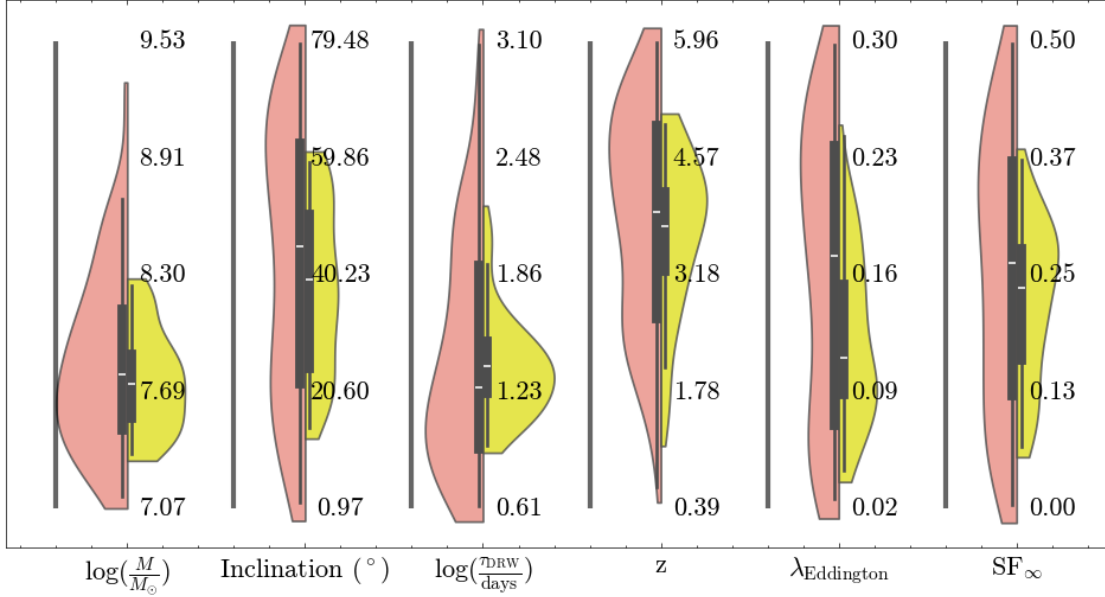 9.53 79.48 3.10 5.96 0.30 0.50
8.91 59.86 2.48 4.57 0.23 0.37
8.30 40.23 1.86 3.18 0.16 0.25
7.69 20.60 1.23 1.78 0.09 0.13
7.07 0.97 0.61 0.39 0.02 0.00
log(M/M⊙) Inclination (°) log(τDRW/days) z λEddington SF∞